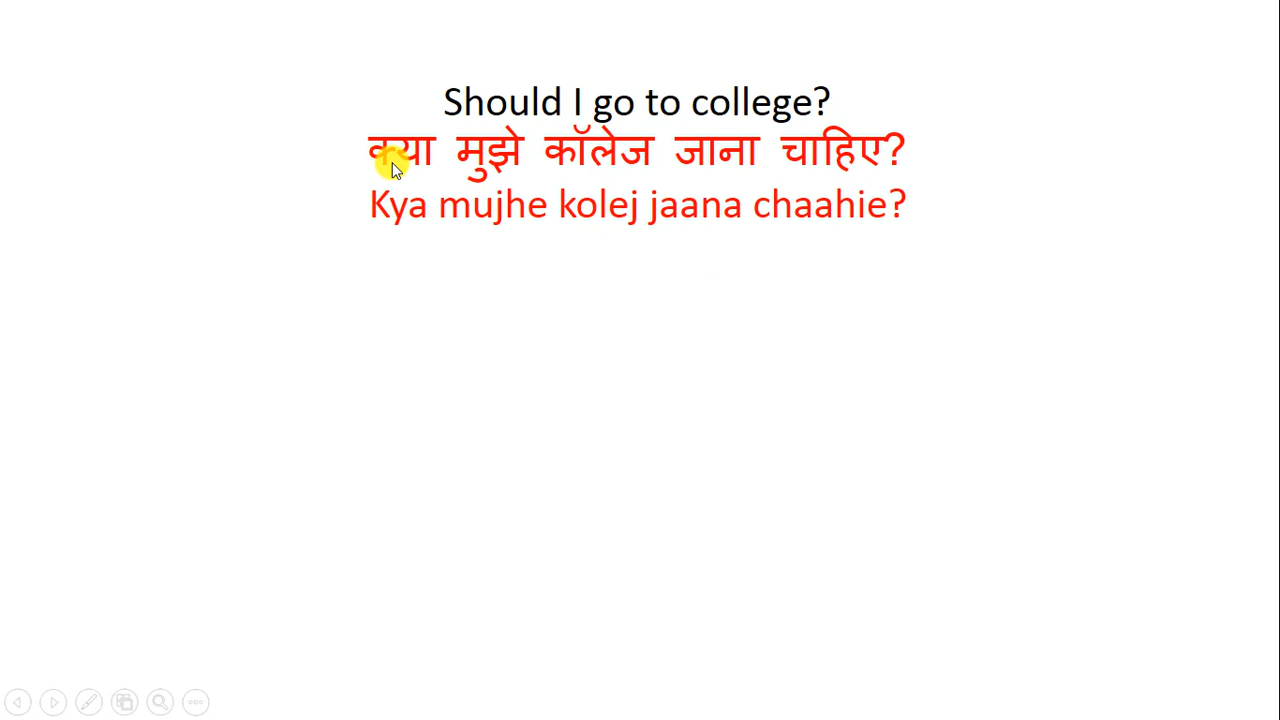 Should I go to college?
क्या मुझे कॉलेज जाना चाहिए?
Kya mujhe kolej jaana chaahie?